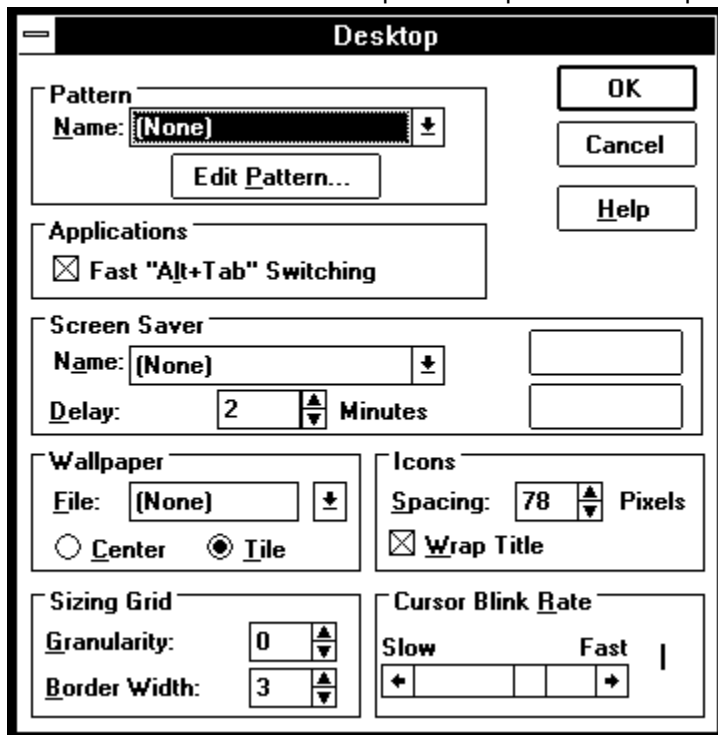 Desktop
Pattern
Name: (None)
Edit Pattern...
OK
Cancel
Help
Applications
Fast "Alt+Tab" Switching
Screen Saver
Name: (None)
Delay: 2 Minutes
Wallpaper
File: (None)
Center Tile
Icons
Spacing: 78 Pixels
Wrap Title
Sizing Grid
Granularity: 0
Border Width: 3
Cursor Blink Rate
Slow Fast